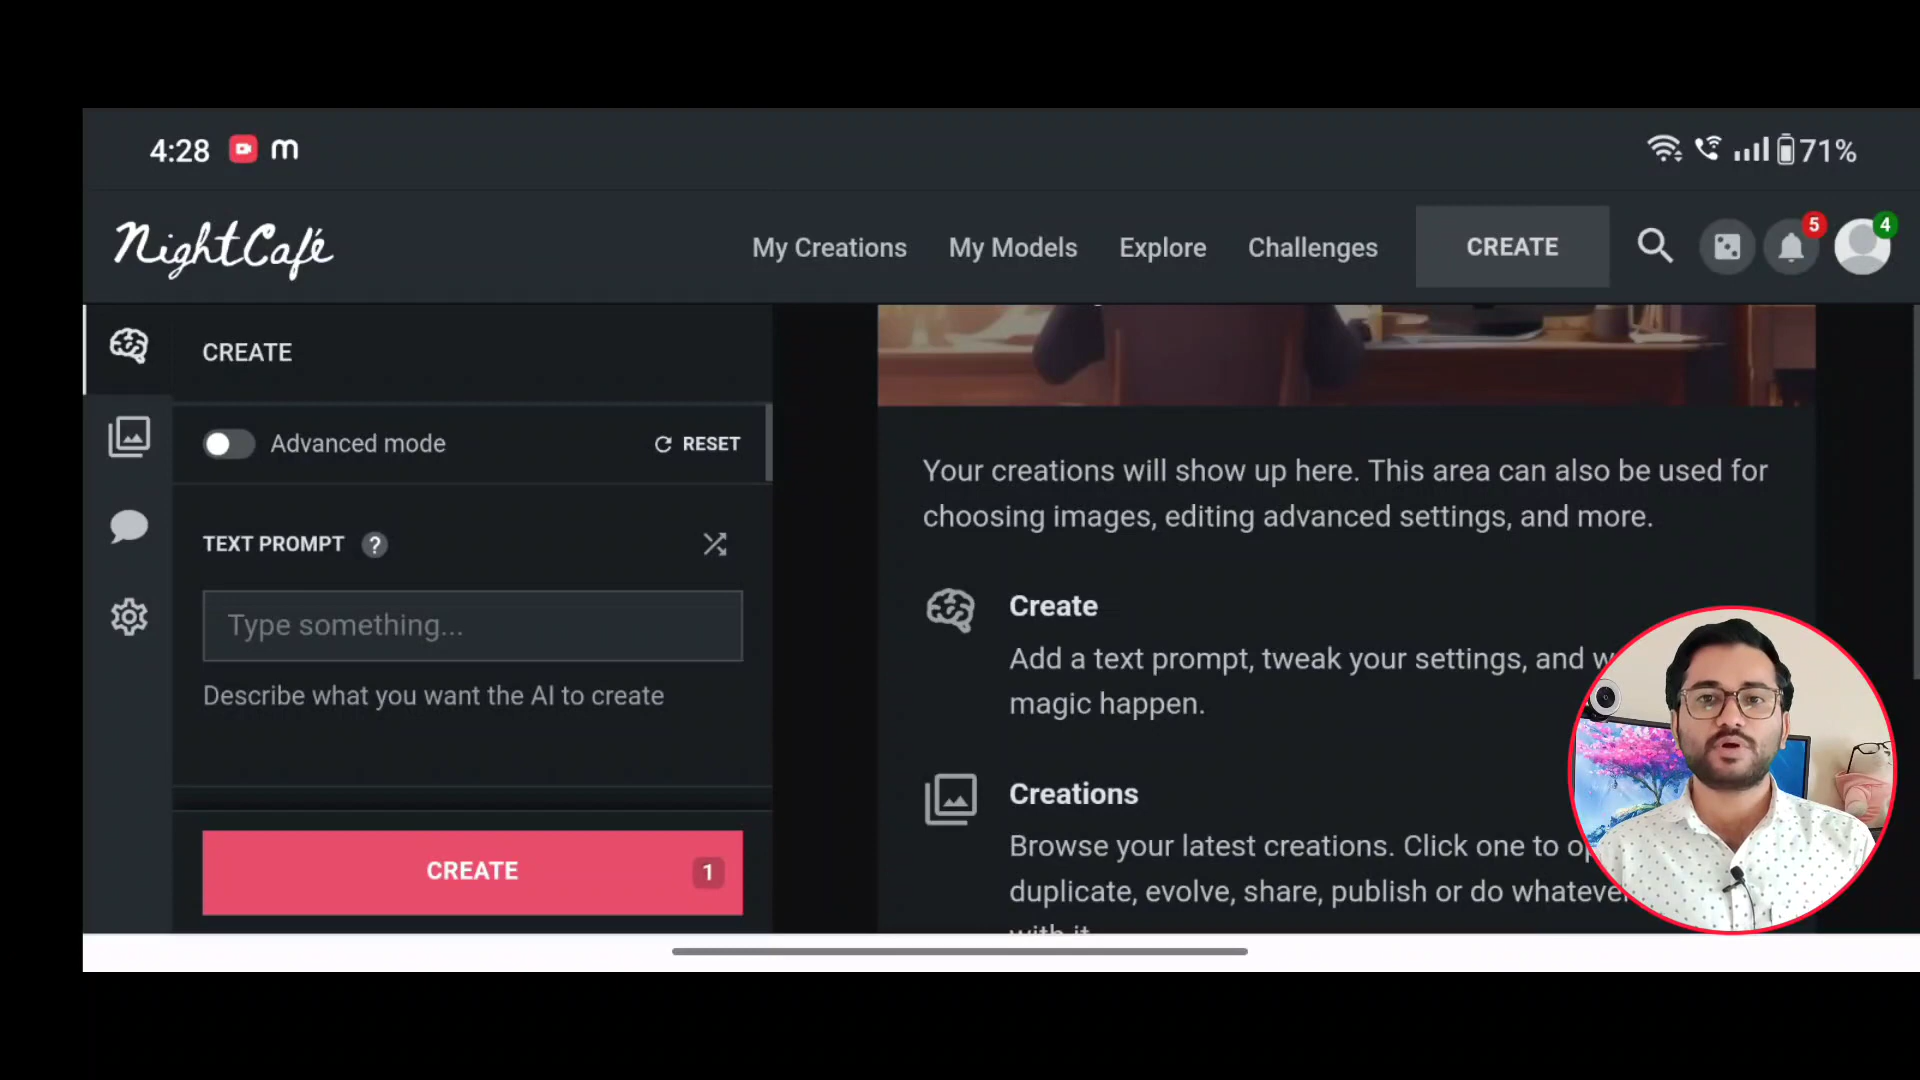 4:28 m 71%
NightCafé My Creations My Models Explore Challenges CREATE 5 4
CREATE
Advanced mode RESET
TEXT PROMPT ?
Type something...
Describe what you want the AI to create
CREATE 1
Your creations will show up here. This area can also be used for
choosing images, editing advanced settings, and more.
Create
Add a text prompt, tweak your settings, and
magic happen.
Creations
Browse your latest creations. Click one to
duplicate, evolve, share, publish or do
with it